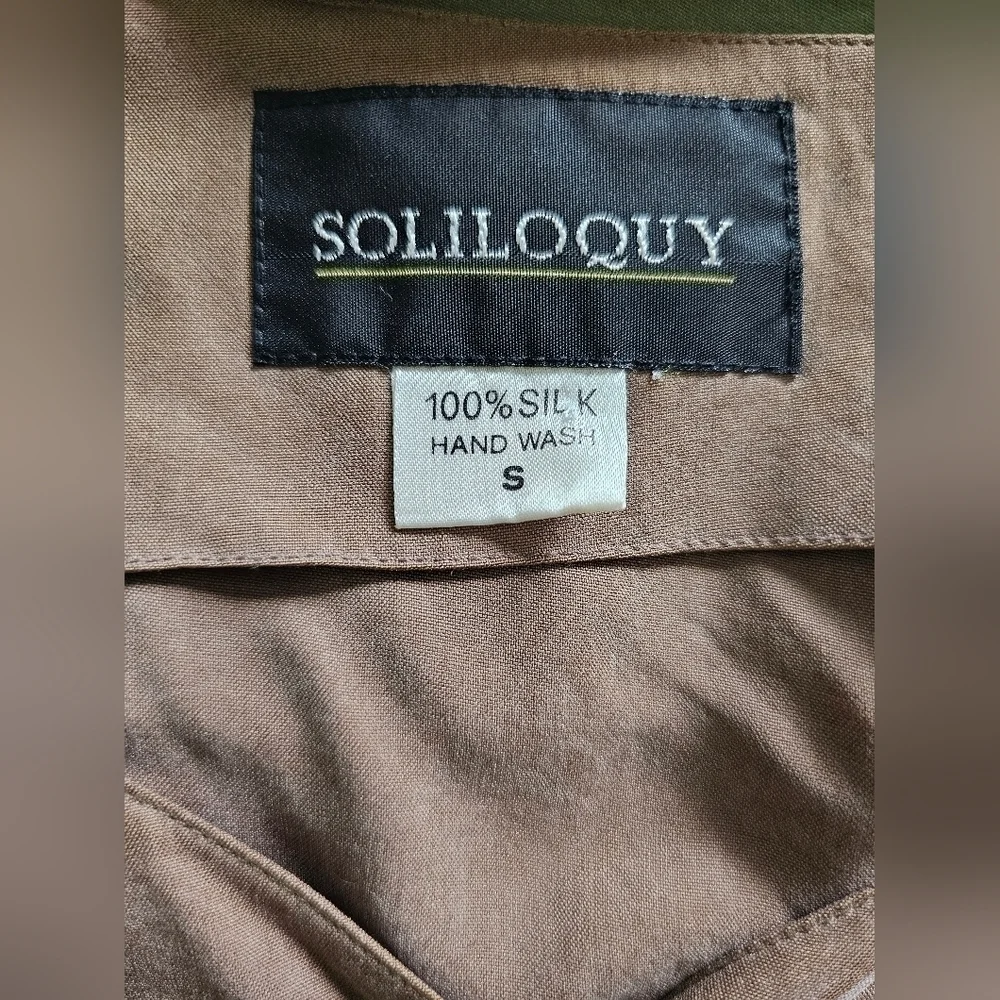 SOLILOQUY
100% SILK
HAND WASH
S